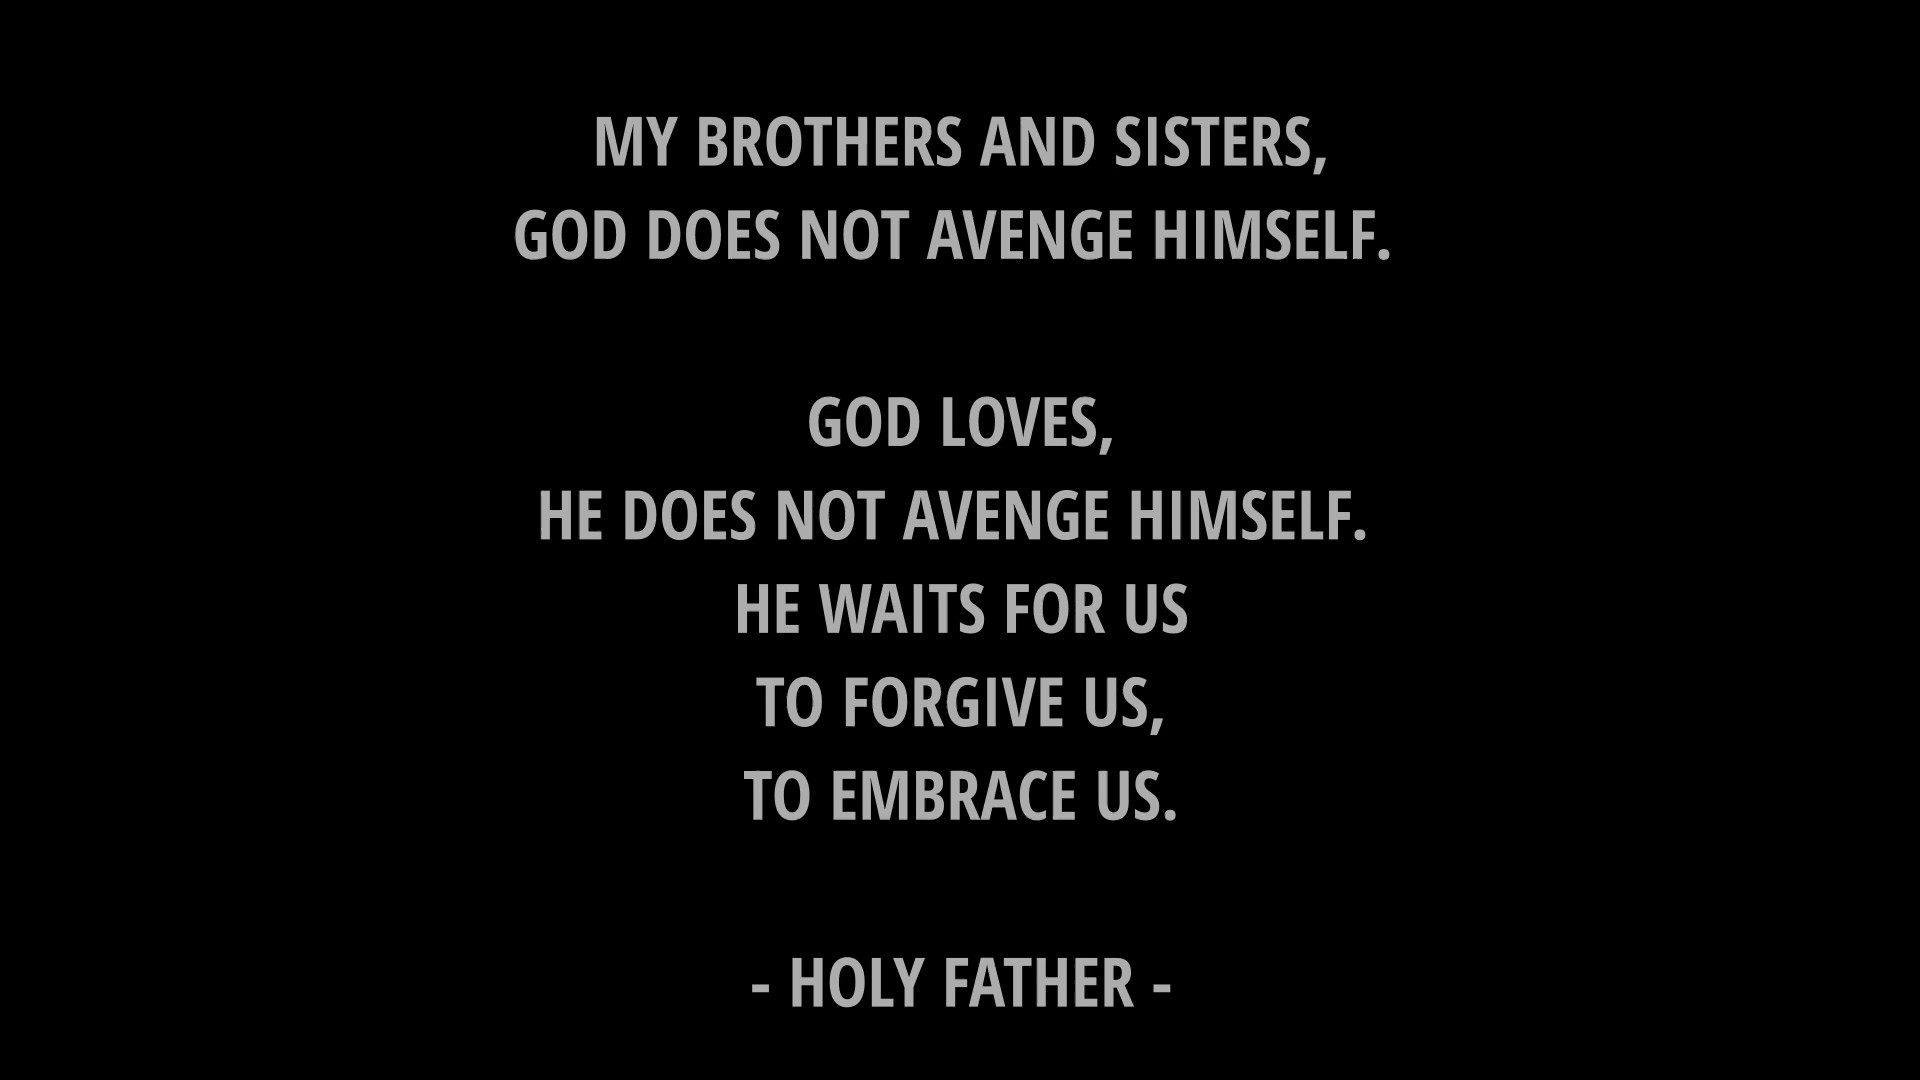 MY BROTHERS AND SISTERS,
GOD DOES NOT AVENGE HIMSELF.
GOD LOVES,
HE DOES NOT AVENGE HIMSELF.
HE WAITS FOR US
TO FORGIVE US,
TO EMBRACE US.
- HOLY FATHER -